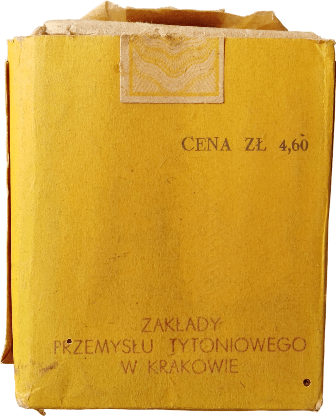 CENA ZŁ 4,60
ZAKŁADY
PRZEMYSŁU TYTONIOWEGO
W KRAKOWIE